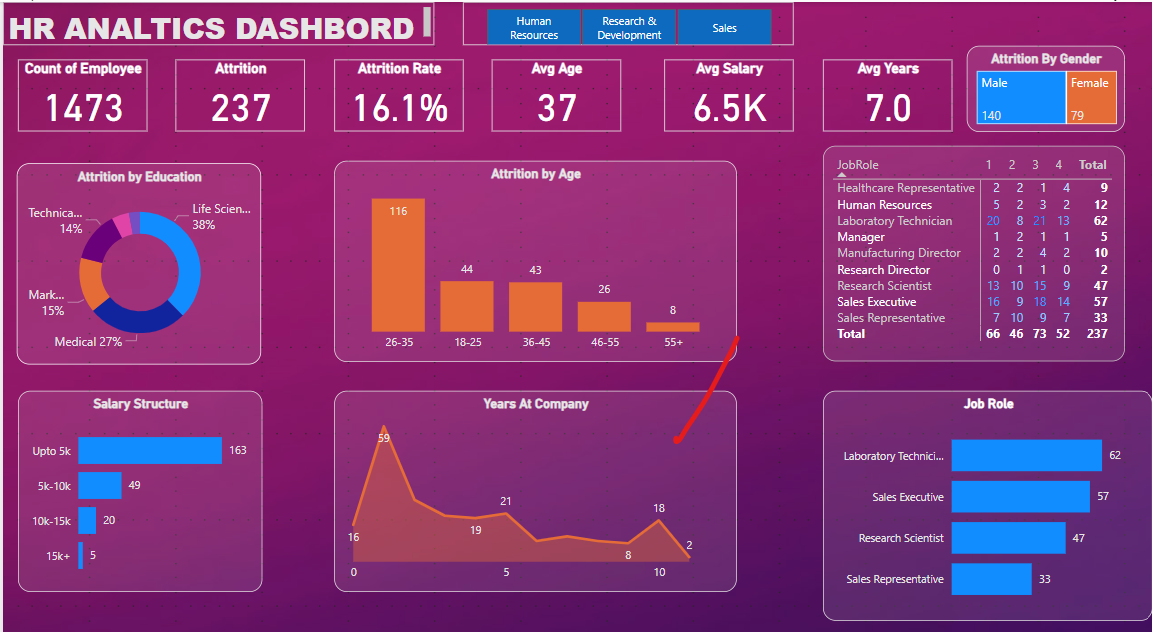 HR ANALTICS DASHBORD
Human
Resources
Research &
Development
Sales
Count of Employee
1473
Attrition
237
Attrition Rate
16.1%
Avg Age
37
Avg Salary
6.5K
Avg Years
7.0
Attrition By Gender
Male
Female
140
79
Attrition by Education
Life Scien...
38%
Technica...
14%
Mark...
15%
Medical 27%
Attrition by Age
116
44
43
26
8
26-35 18-25 36-45 46-55 55+
JobRole 1 2 3 4 Total
Healthcare Representative 2 2 1 4 9
Human Resources 5 2 3 2 12
Laboratory Technician 20 8 21 13 62
Manager 1 2 1 1 5
Manufacturing Director 2 2 4 2 10
Research Director 0 1 1 0 2
Research Scientist 13 10 15 9 47
Sales Executive 16 9 18 14 57
Sales Representative 7 10 9 7 33
Total 66 46 73 52 237
Salary Structure
Upto 5k 163
5k-10k 49
10k-15k 20
15k+ 5
Years At Company
59
16
19
21
8
18
2
0 5 10
Job Role
Laboratory Technici... 62
Sales Executive 57
Research Scientist 47
Sales Representative 33